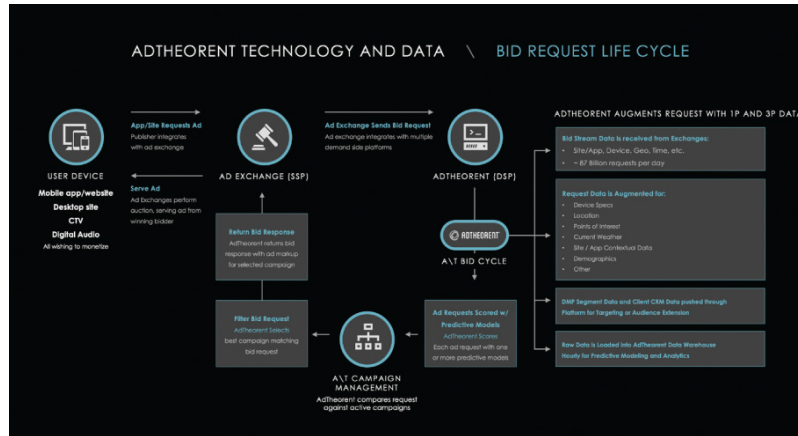 ADTHEORENT TECHNOLOGY AND DATA \ BID REQUEST LIFE CYCLE
App/Site Requests Ad
Publisher integrates
with ad exchange
Serve Ad
Ad Exchanges perform
auction, serving ad from
winning bidder
USER DEVICE
Mobile app/website
Desktop site
CTV
Digital Audio
All wishing to monetize
AD EXCHANGE (SSP)
Ad Exchange Sends Bid Request
Ad exchange integrates with multiple
demand side platforms
ADTHEORENT (DSP)
ADTHEORENT
A\T BID CYCLE
Return Bid Response
AdTheorent returns bid
response with ad markup
for selected campaign
Filter Bid Request
AdTheorent Selects
best campaign matching
bid request
A\T CAMPAIGN
MANAGEMENT
AdTheorent compares request
against active campaigns
Ad Requests Scored w/
Predictive Models
AdTheorent Scores
Each ad request with one
or more predictive models
ADTHEORENT AUGMENTS REQUEST WITH 1P AND 3P DATA
Bid Stream Data is received from Exchanges:
• Site/App, Device, Geo, Time, etc.
• ~ 87 Billion requests per day
Request Data is Augmented for:
• Device Specs
• Location
• Points of Interest
• Current Weather
• Site / App Contextual Data
• Demographics
• Other
DMP Segment Data and Client CRM Data pushed through
Platform for Targeting or Audience Extension
Raw Data is Loaded into AdTheorent Data Warehouse
Hourly for Predictive Modeling and Analytics